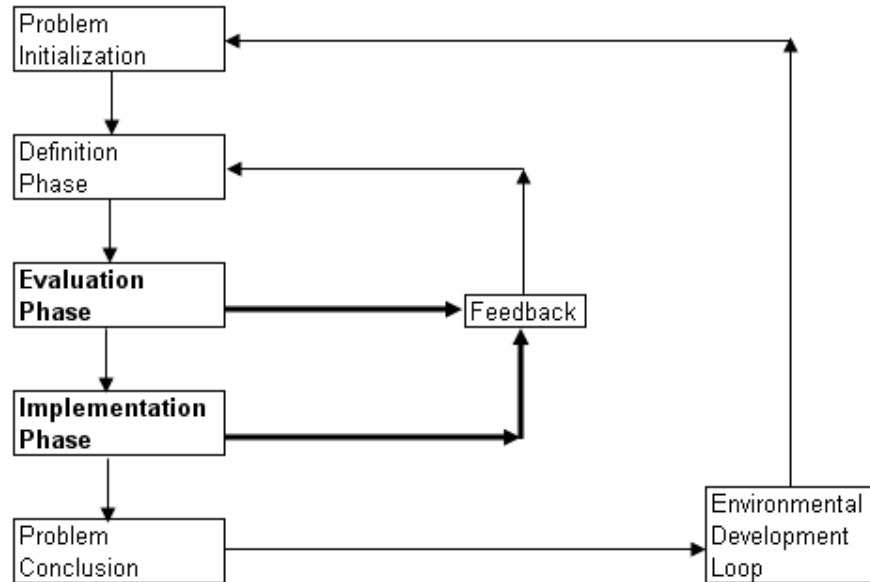 Problem
Initialization
Definition
Phase
Evaluation
Phase
Feedback
Implementation
Phase
Problem
Conclusion
Environmental
Development
Loop